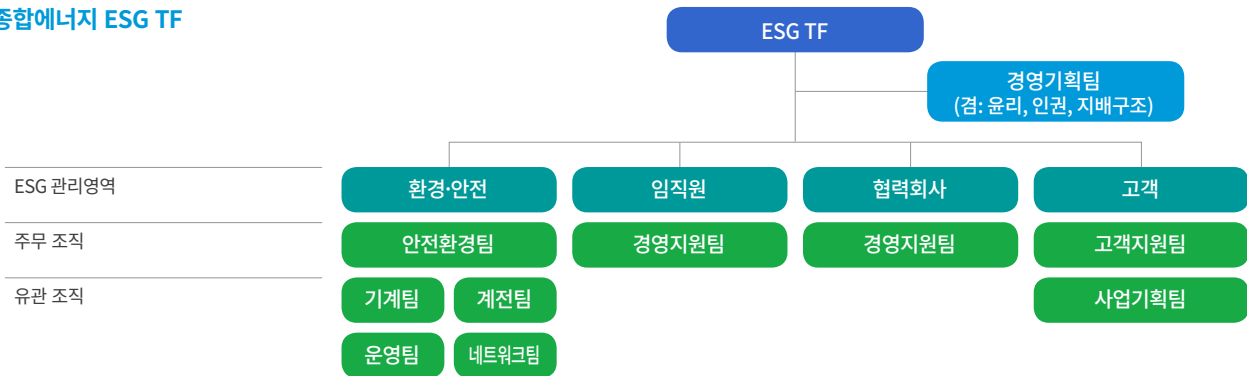 종합에너지 ESG TF
ESG TF
경영기획팀
(겸: 윤리, 인권, 지배구조)
ESG 관리영역
환경·안전
임직원
협력회사
고객
주무 조직
안전환경팀
경영지원팀
경영지원팀
고객지원팀
유관 조직
기계팀
계전팀
사업기획팀
운영팀
네트워크팀